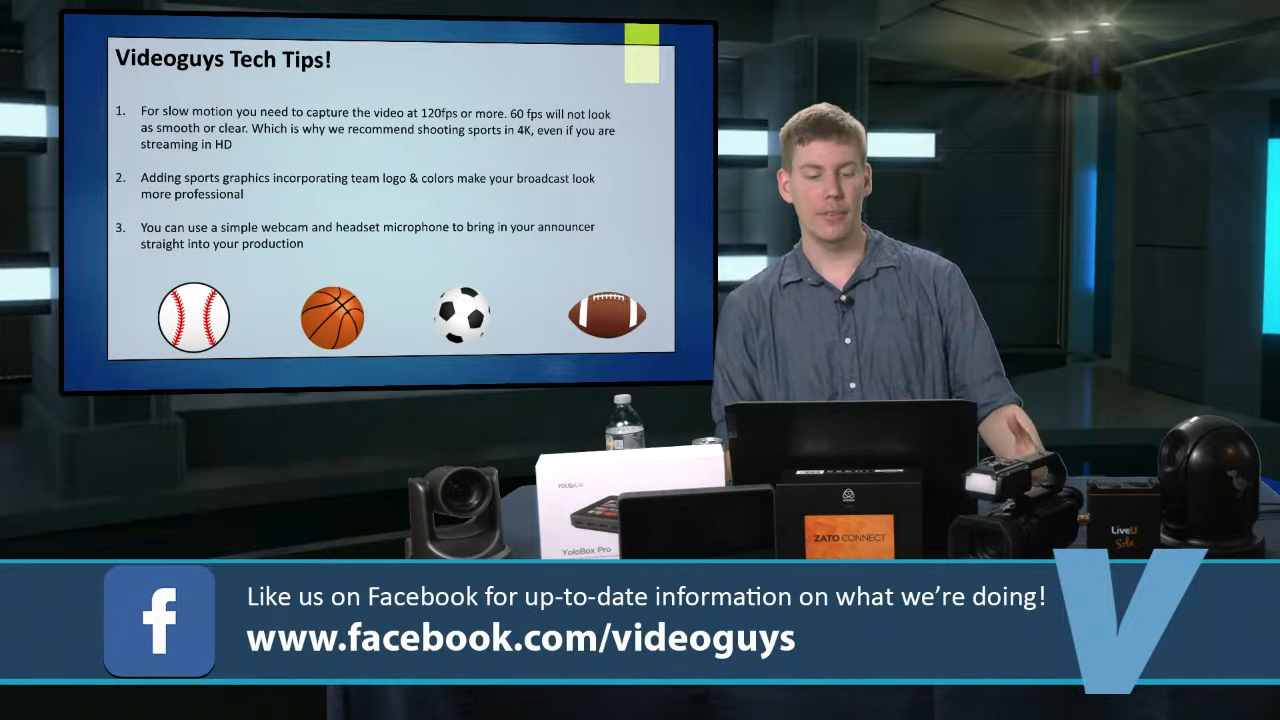 Videoguys Tech Tips!
1. For slow motion you need to capture the video at 120fps or more. 60 fps will not look
as smooth or clear. Which is why we recommend shooting sports in 4K, even if you are
streaming in HD
2. Adding sports graphics incorporating team logo & colors make your broadcast look
more professional
3. You can use a simple webcam and headset microphone to bring in your announcer
straight into your production
YOLOLIV
YoloBox Pro
ZATO CONNECT
LiveU
Solo
Like us on Facebook for up-to-date information on what we're doing!
www.facebook.com/videoguys
f
V